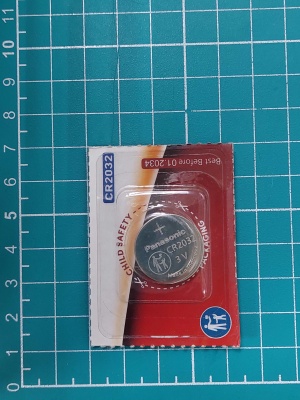 11
10
9
8
7
6
5
4
3
2
1
0
Best Before 01.2034
CR2032
CHILD SAFETY
PACKAGING
+
Panasonic
CR2032
3V